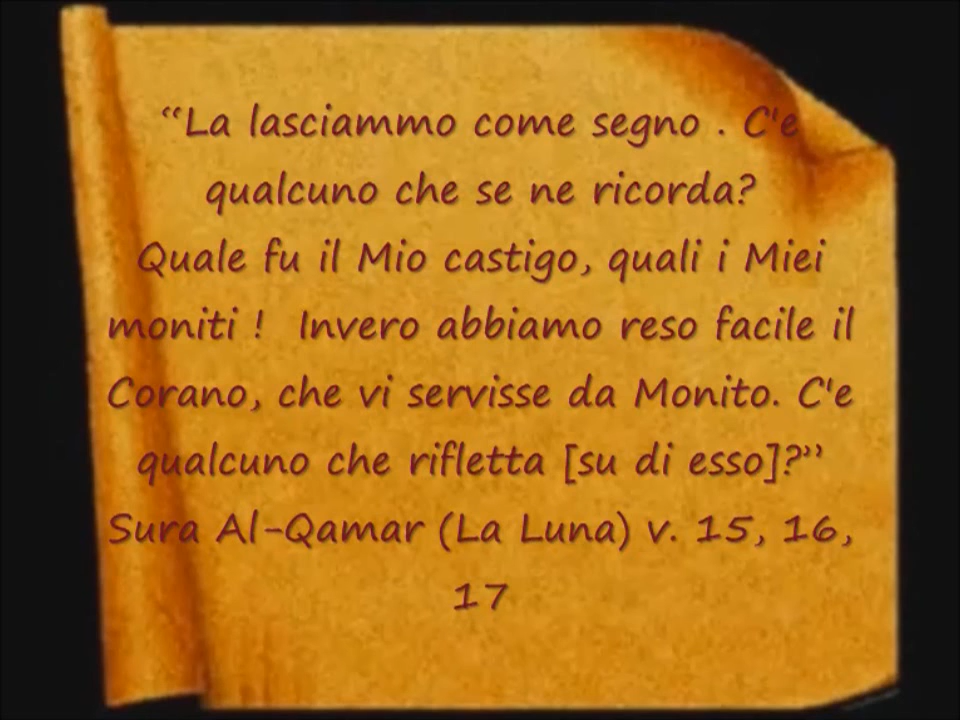 “La lasciammo come segno . C'e
qualcuno che se ne ricorda?
Quale fu il Mio castigo, quali i Miei
moniti !  Invero abbiamo reso facile il
Corano, che vi servisse da Monito. C'e
qualcuno che rifletta [su di esso]?”
Sura Al-Qamar (La Luna) v. 15, 16,
17